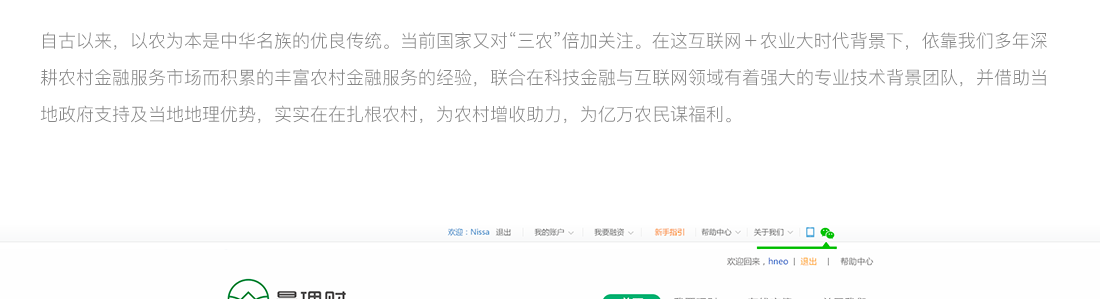 自古以来，以农为本是中华名族的优良传统。当前国家又对“三农”倍加关注。在这互联网＋农业大时代背景下，依靠我们多年深
耕农村金融服务市场而积累的丰富农村金融服务的经验，联合在科技金融与互联网领域有着强大的专业技术背景团队，并借助当
地政府支持及当地地理优势，实实在在扎根农村，为农村增收助力，为亿万农民谋福利。
欢迎：Nissa 退出 我的账户 我要融资 新手指引 帮助中心 关于我们
欢迎回来，hneo | 退出 | 帮助中心